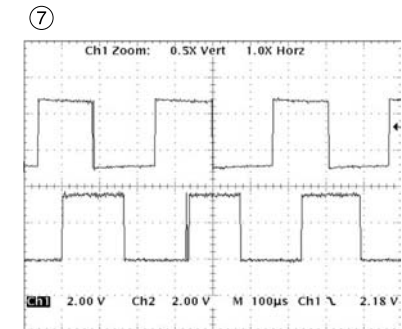 ⑦
Ch1 Zoom: 0.5X Vert 1.0X Horz
Ch1 2.00 V Ch2 2.00 V M 100µs Ch1 ╲ 2.18 V